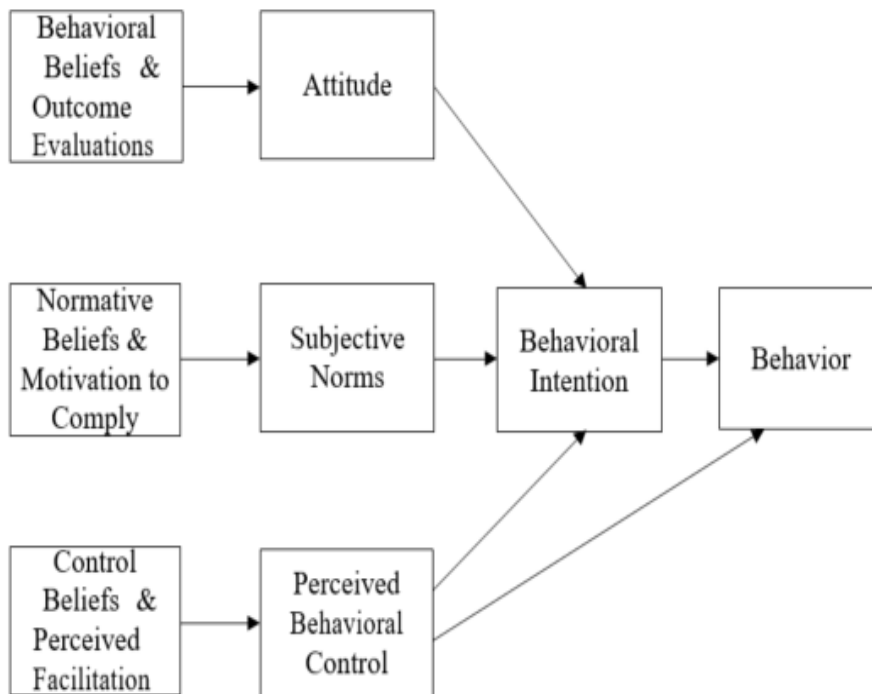 Behavioral
Beliefs &
Outcome
Evaluations
Attitude
Normative
Beliefs &
Motivation to
Comply
Subjective
Norms
Behavioral
Intention
Behavior
Control
Beliefs &
Perceived
Facilitation
Perceived
Behavioral
Control